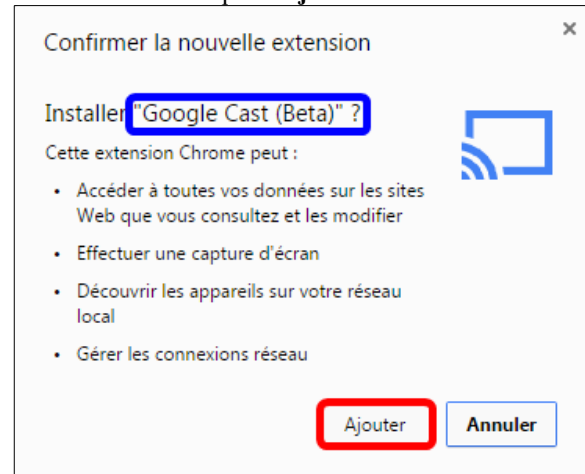 Confirmer la nouvelle extension
Installer "Google Cast (Beta)" ?
Cette extension Chrome peut :
• Accéder à toutes vos données sur les sites
Web que vous consultez et les modifier
• Effectuer une capture d'écran
• Découvrir les appareils sur votre réseau
local
• Gérer les connexions réseau
Ajouter Annuler